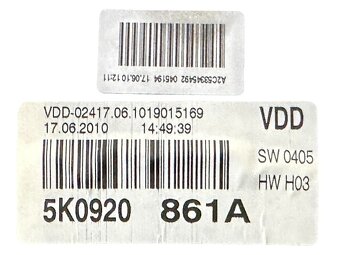 A2C53345492 045194 17.06.10 12:11
VDD-02417.06.1019015169
17.06.2010 14:49:39
VDD
SW 0405
HW H03
5K0920 861A